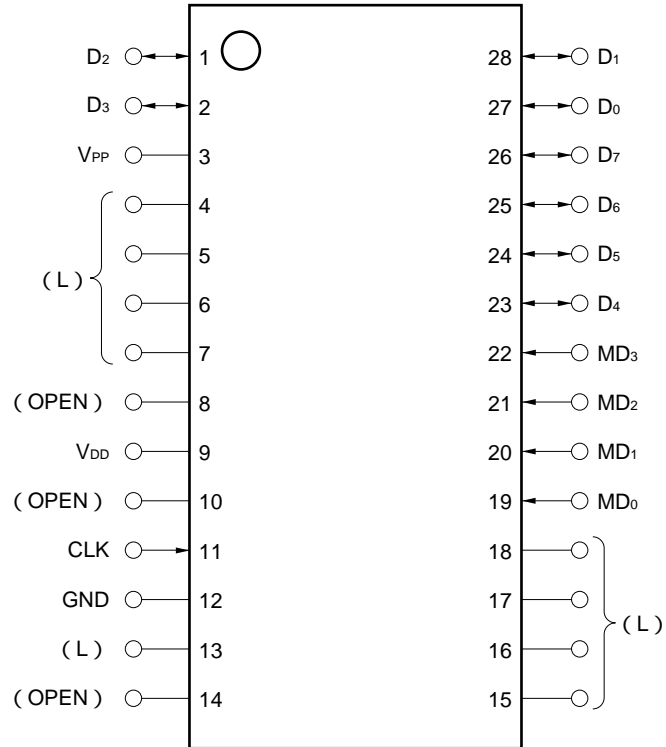 D2 1 28 D1
D3 2 27 D0
VPP 3 26 D7
4 25 D6
5 24 D5
(L)
6 23 D4
7 22 MD3
(OPEN) 8 21 MD2
VDD 9 20 MD1
(OPEN) 10 19 MD0
CLK 11 18
GND 12 17
(L)
(L) 13 16
(OPEN) 14 15